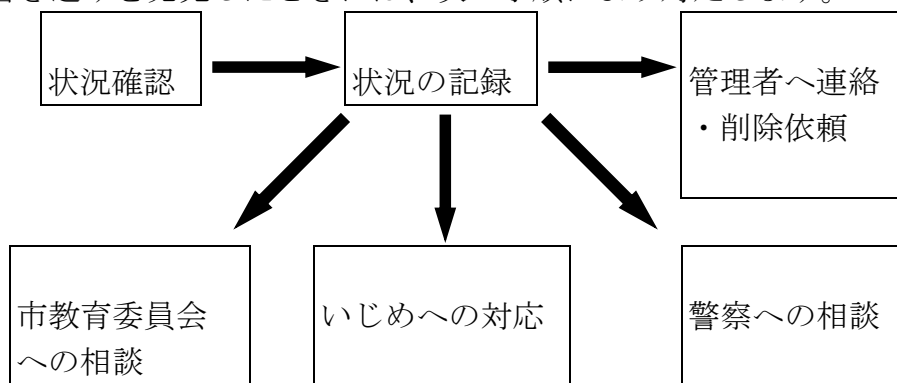 状況確認
状況の記録
管理者へ連絡
・削除依頼
市教育委員会
への相談
いじめへの対応
警察への相談